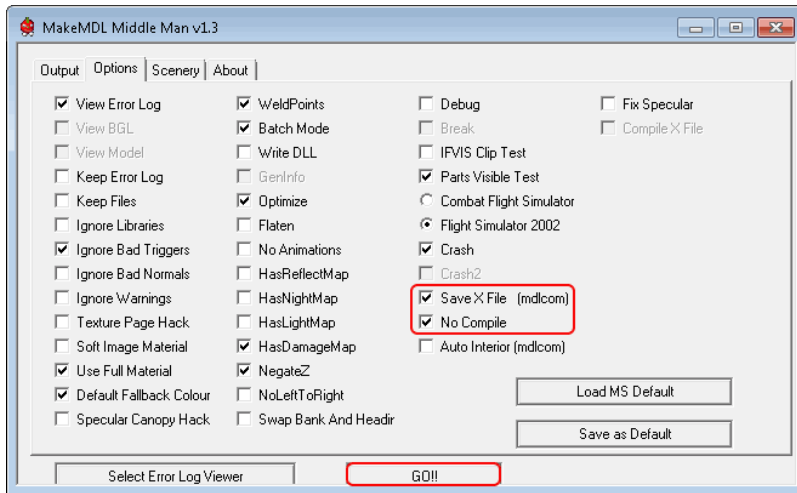 MakeMDL Middle Man v1.3
Output Options Scenery About
View Error Log WeldPoints Debug Fix Specular
View BGL Batch Mode Break Compile X File
View Model Write DLL IFVIS Clip Test
Keep Error Log GenInfo Parts Visible Test
Keep Files Optimize Combat Flight Simulator
Ignore Libraries Flaten Flight Simulator 2002
Ignore Bad Triggers No Animations Crash
Ignore Bad Normals HasReflectMap Crash2
Ignore Warnings HasNightMap Save X File (mdlcom)
Texture Page Hack HasLightMap No Compile
Soft Image Material HasDamageMap Auto Interior (mdlcom)
Use Full Material NegateZ
Load MS Default
Default Fallback Colour NoLeftToRight
Specular Canopy Hack Swap Bank And Headir
Save as Default
Select Error Log Viewer GO!!